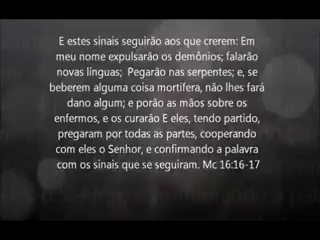 E estes sinais seguirão aos que crerem: Em
meu nome expulsarão os demônios; falarão
novas línguas;  Pegarão nas serpentes; e, se
beberem alguma coisa mortífera, não lhes fará
dano algum; e porão as mãos sobre os
enfermos, e os curarão E eles, tendo partido,
pregaram por todas as partes, cooperando
com eles o Senhor, e confirmando a palavra
com os sinais que se seguiram. Mc 16:16-17